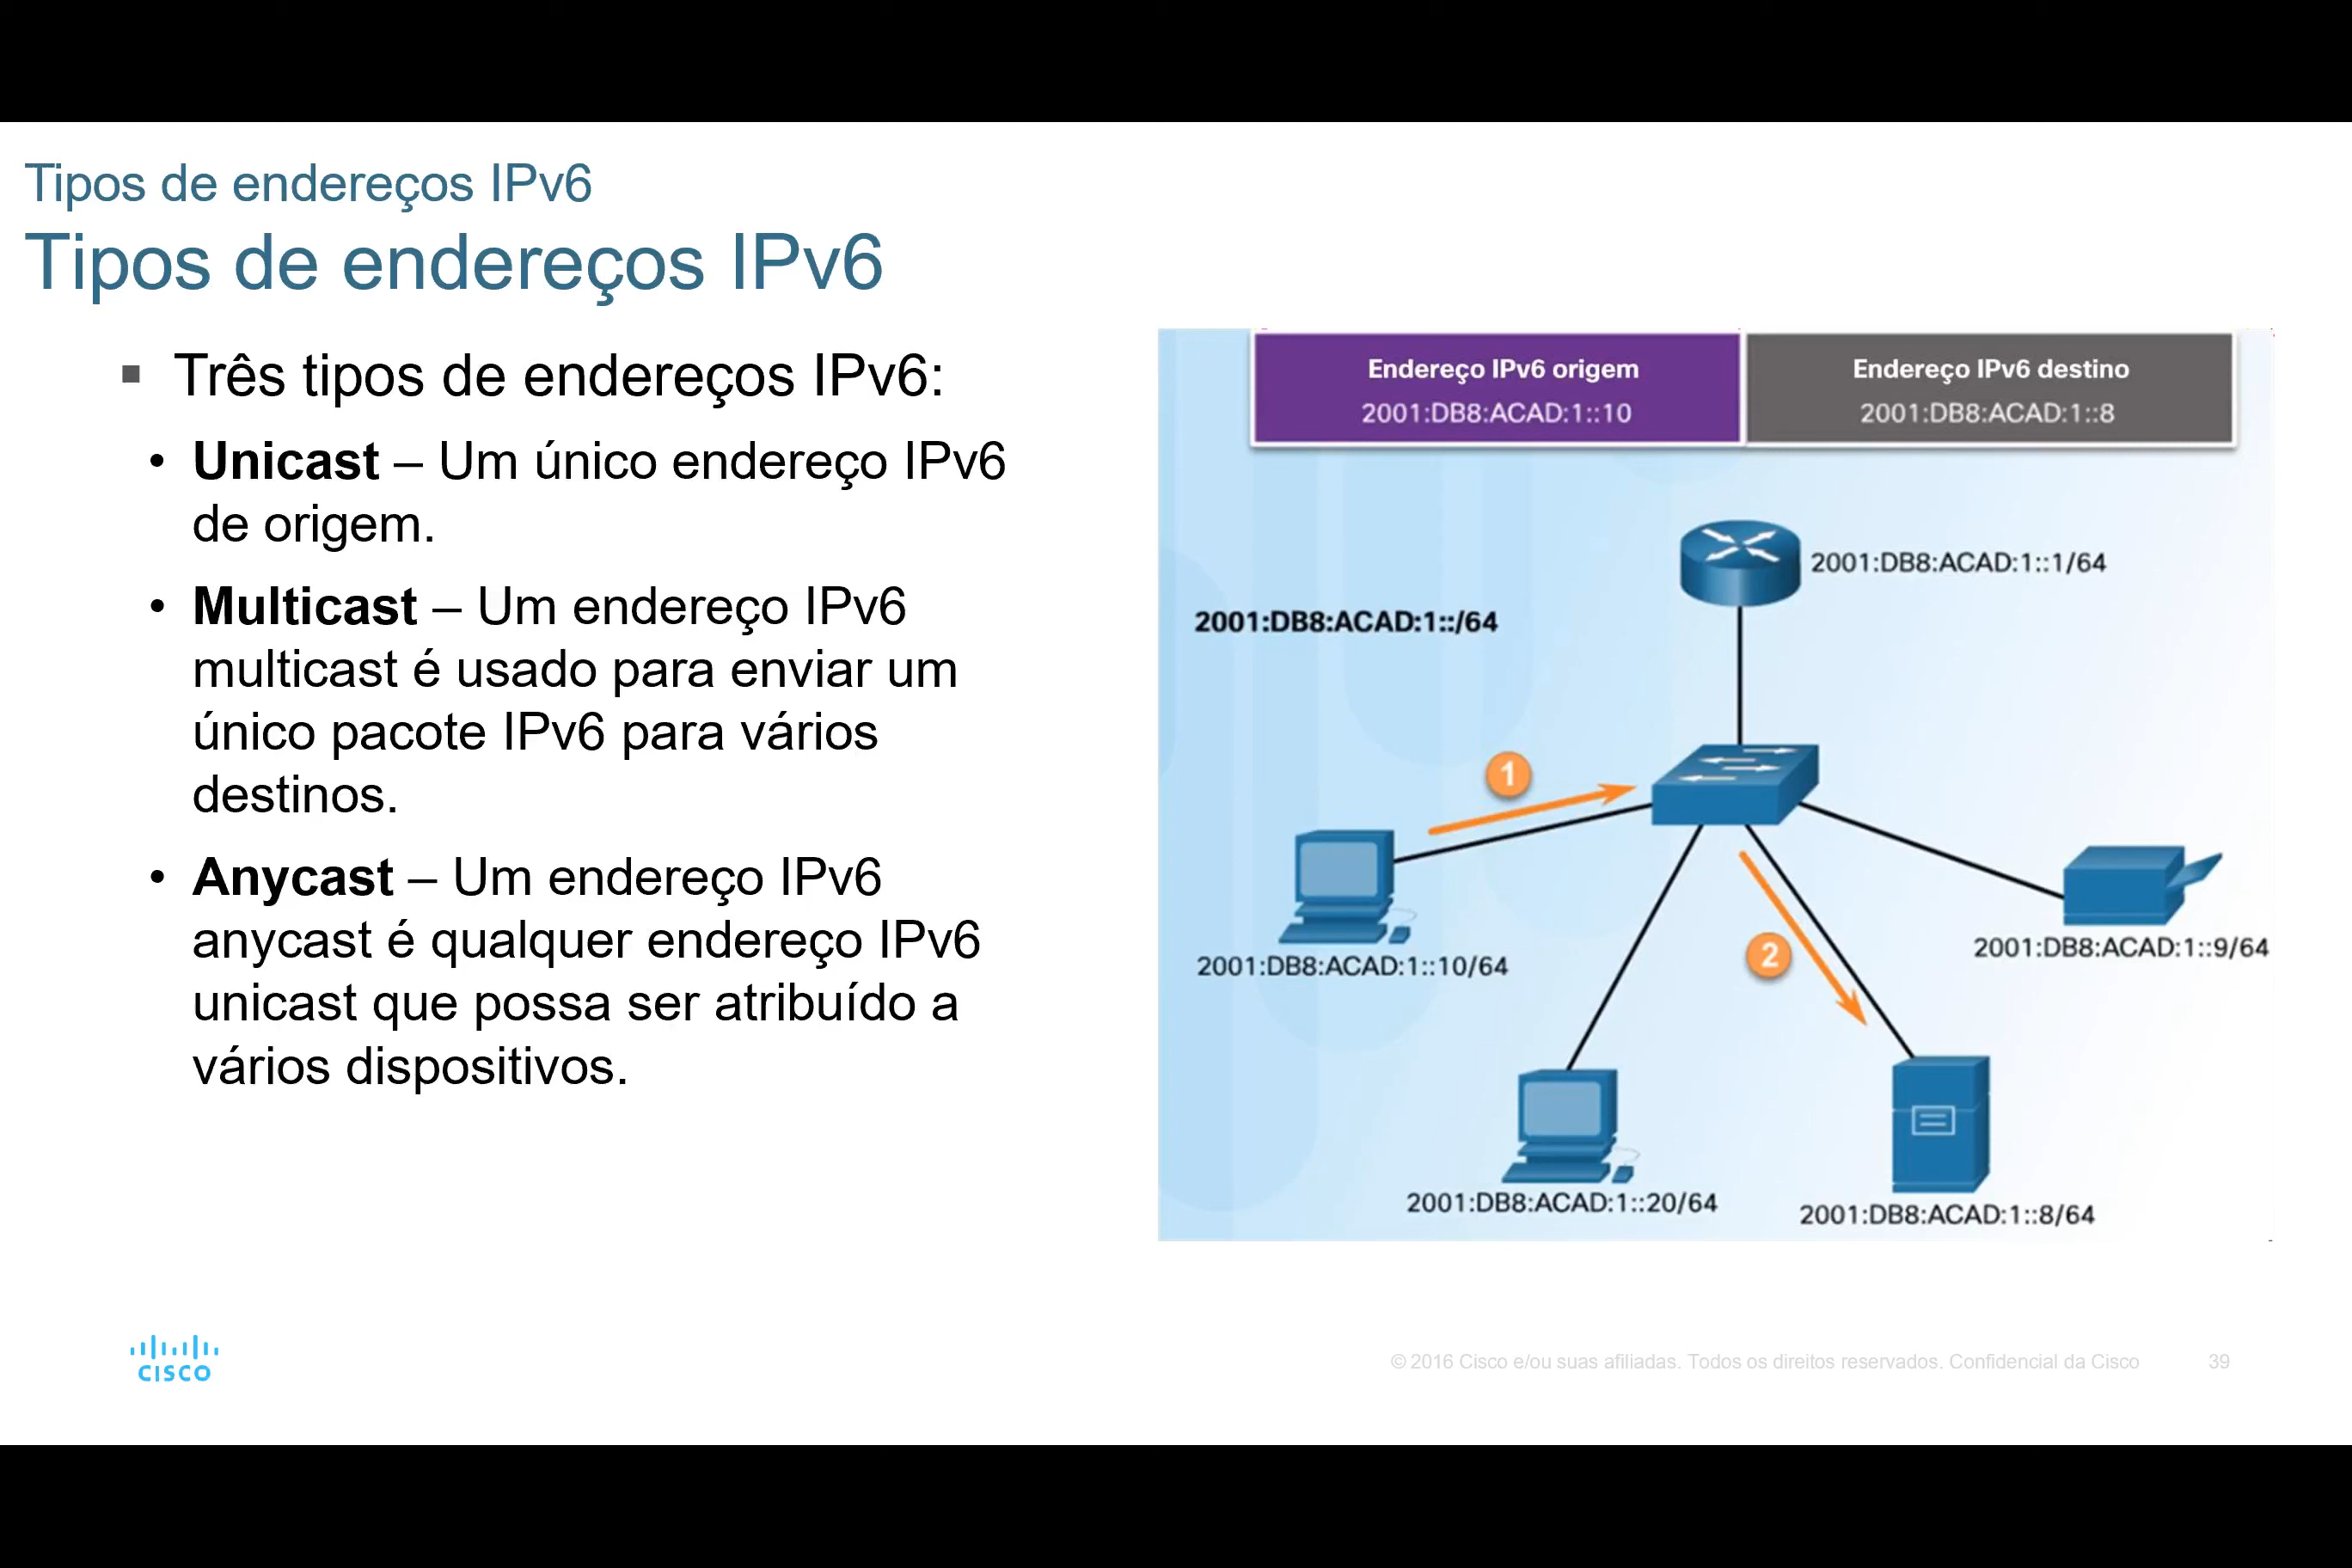 Tipos de endereços IPv6
Tipos de endereços IPv6
▪ Três tipos de endereços IPv6:
• Unicast – Um único endereço IPv6
de origem.
• Multicast – Um endereço IPv6
multicast é usado para enviar um
único pacote IPv6 para vários
destinos.
• Anycast – Um endereço IPv6
anycast é qualquer endereço IPv6
unicast que possa ser atribuído a
vários dispositivos.
Endereço IPv6 origem
2001:DB8:ACAD:1::10
Endereço IPv6 destino
2001:DB8:ACAD:1::8
2001:DB8:ACAD:1::1/64
2001:DB8:ACAD:1::/64
1
2001:DB8:ACAD:1::10/64
2
2001:DB8:ACAD:1::9/64
2001:DB8:ACAD:1::20/64
2001:DB8:ACAD:1::8/64
CISCO
© 2016 Cisco e/ou suas afiliadas. Todos os direitos reservados. Confidencial da Cisco
39